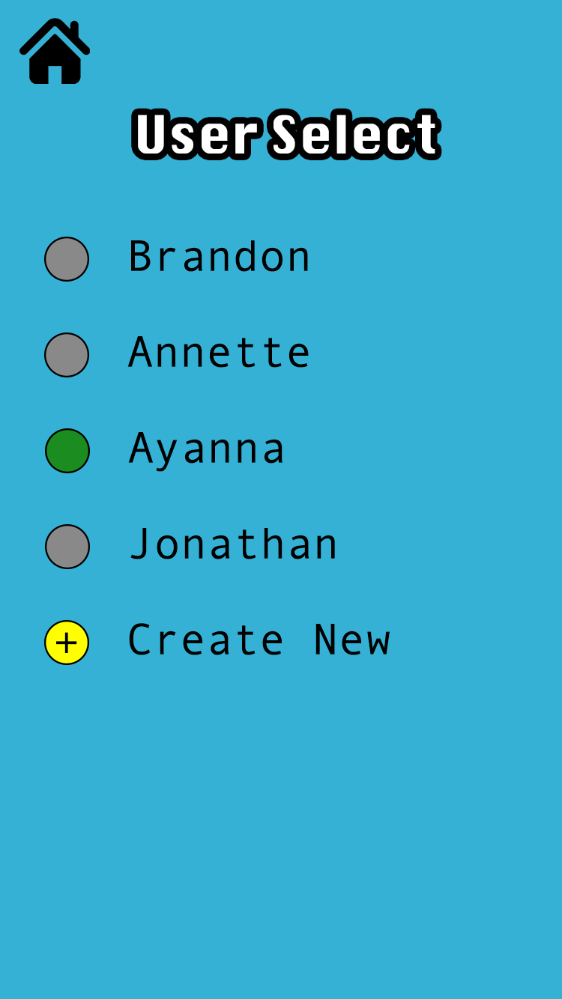 User Select
Brandon
Annette
Ayanna
Jonathan
+ Create New